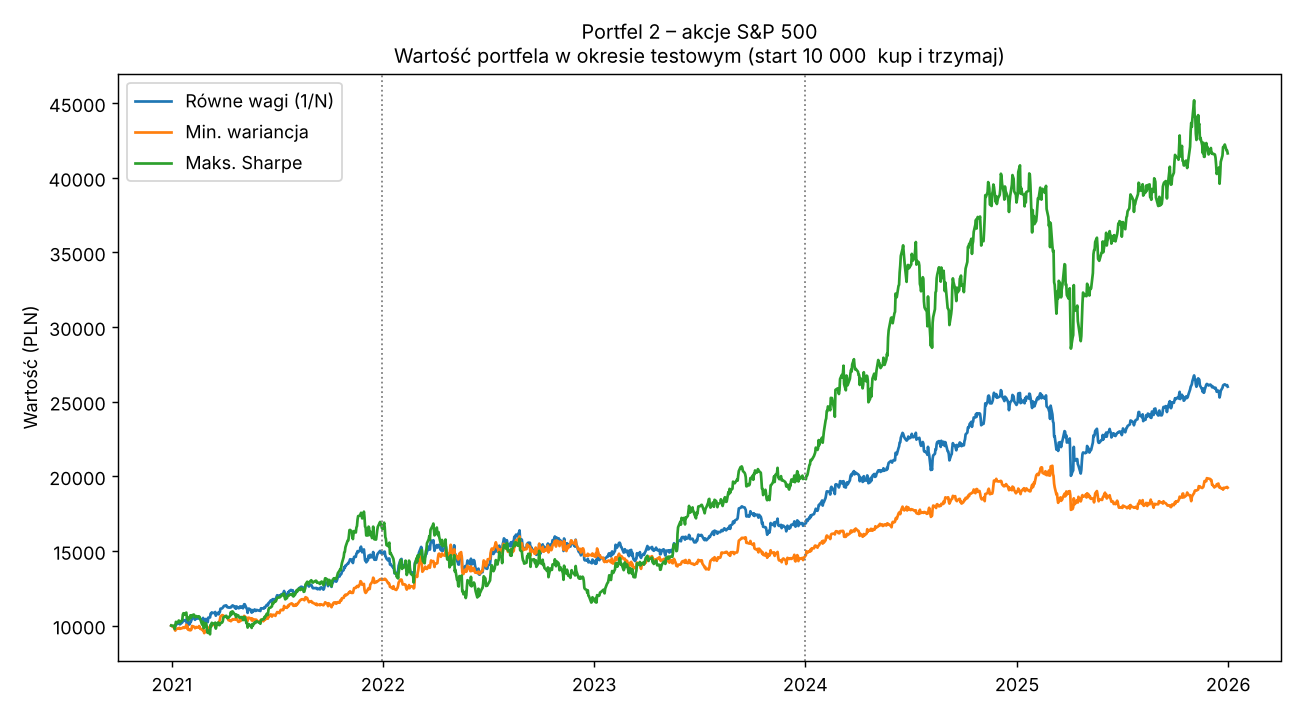 Portfel 2 – akcje S&P 500
Wartość portfela w okresie testowym (start 10 000  kup i trzymaj)
Równe wagi (1/N)
Min. wariancja
Maks. Sharpe
Wartość (PLN)
45000
40000
35000
30000
25000
20000
15000
10000
2021 2022 2023 2024 2025 2026